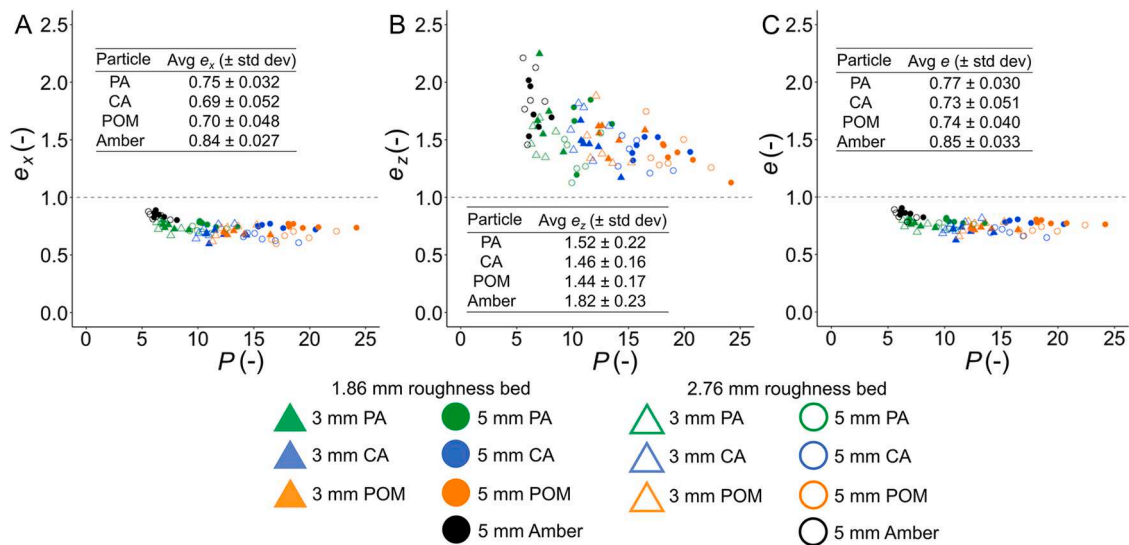 A
2.5
2.0
1.5
1.0
0.5
0.0
eₓ (-)
Particle Avg eₓ (± std dev)
PA 0.75 ± 0.032
CA 0.69 ± 0.052
POM 0.70 ± 0.048
Amber 0.84 ± 0.027
0 5 10 15 20 25
P (-)
B
2.5
2.0
1.5
1.0
0.5
0.0
e_z (-)
Particle Avg e_z (± std dev)
PA 1.52 ± 0.22
CA 1.46 ± 0.16
POM 1.44 ± 0.17
Amber 1.82 ± 0.23
0 5 10 15 20 25
P (-)
C
2.5
2.0
1.5
1.0
0.5
0.0
e (-)
Particle Avg e (± std dev)
PA 0.77 ± 0.030
CA 0.73 ± 0.051
POM 0.74 ± 0.040
Amber 0.85 ± 0.033
0 5 10 15 20 25
P (-)
1.86 mm roughness bed 2.76 mm roughness bed
3 mm PA 5 mm PA 3 mm PA 5 mm PA
3 mm CA 5 mm CA 3 mm CA 5 mm CA
3 mm POM 5 mm POM 3 mm POM 5 mm POM
5 mm Amber 5 mm Amber